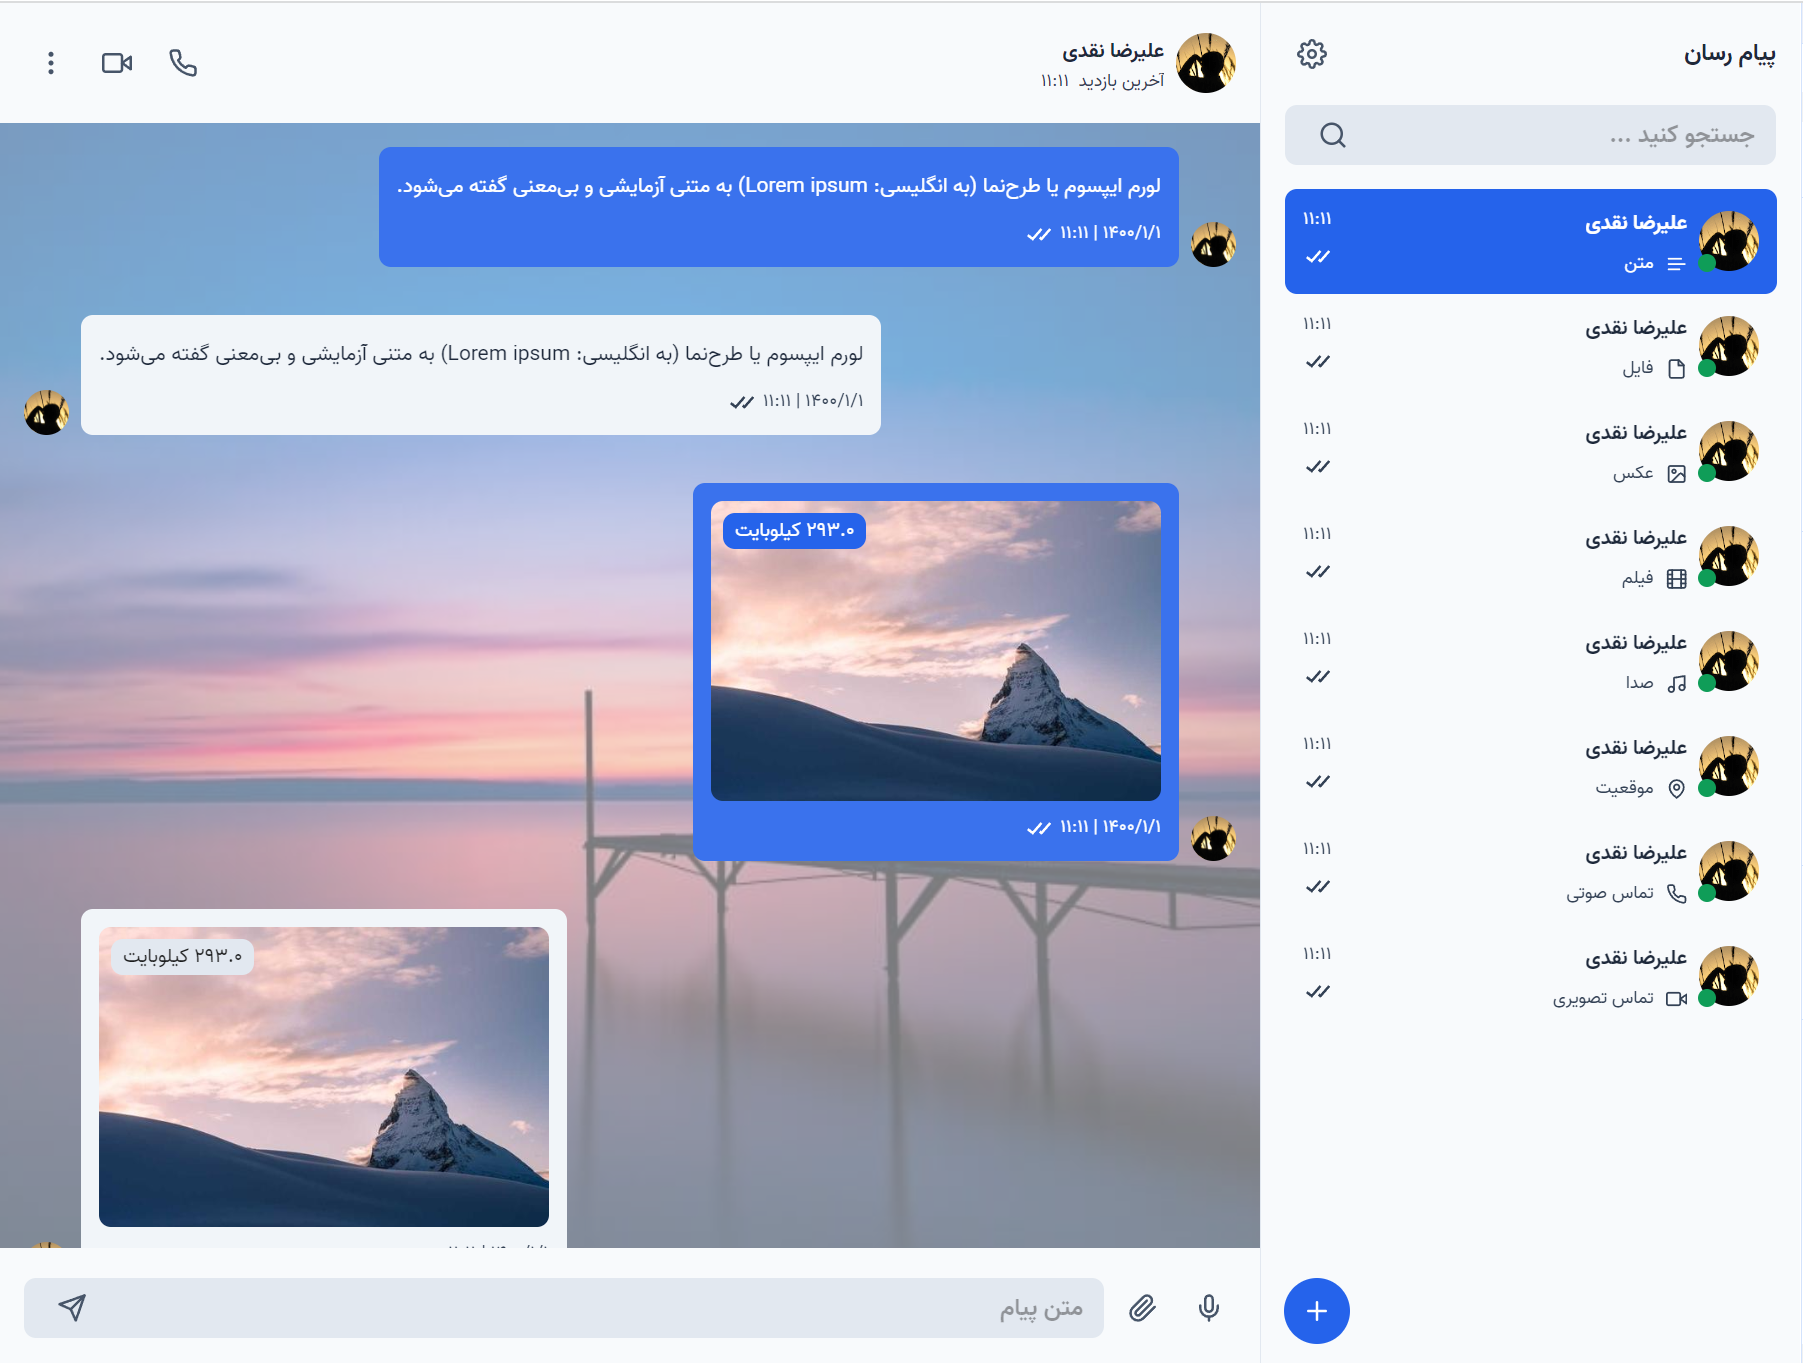 پیام رسان
جستجو کنید ...
علیرضا نقدی
۱۱:۱۱
متن
علیرضا نقدی
۱۱:۱۱
فایل
علیرضا نقدی
۱۱:۱۱
عکس
علیرضا نقدی
۱۱:۱۱
فیلم
علیرضا نقدی
۱۱:۱۱
صدا
علیرضا نقدی
۱۱:۱۱
موقعیت
علیرضا نقدی
۱۱:۱۱
تماس صوتی
علیرضا نقدی
۱۱:۱۱
تماس تصویری
علیرضا نقدی
آخرین بازدید ۱۱:۱۱
لورم ایپسوم یا طرح‌نما (به انگلیسی: Lorem ipsum) به متنی آزمایشی و بی‌معنی گفته می‌شود.
۱۴۰۰/۱/۱ | ۱۱:۱۱
لورم ایپسوم یا طرح‌نما (به انگلیسی: Lorem ipsum) به متنی آزمایشی و بی‌معنی گفته می‌شود.
۱۴۰۰/۱/۱ | ۱۱:۱۱
۲۹۳.۰ کیلوبایت
۱۴۰۰/۱/۱ | ۱۱:۱۱
۲۹۳.۰ کیلوبایت
متن پیام